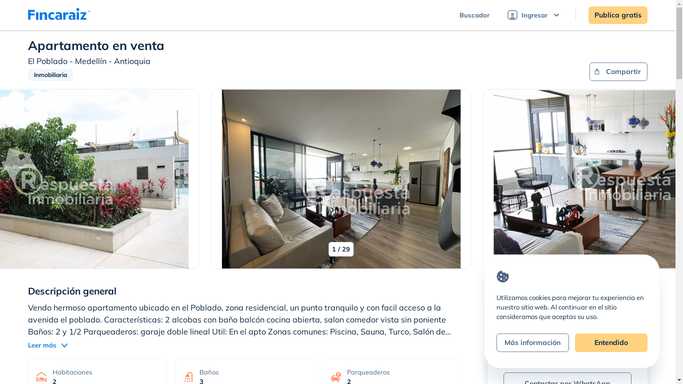 Fincaraiz
Buscador
Ingresar
Publica gratis
Apartamento en venta
El Poblado - Medellín - Antioquia
Inmobiliaria
Compartir
Respuesta
Inmobiliaria
Respuesta
Inmobiliaria
Respuesta
Inmobiliaria
1 / 29
Descripción general
Vendo hermoso apartamento ubicado en el Poblado, zona residencial, un punto tranquilo y con facil acceso a la
avenida el poblado. Características: 2 alcobas con baño balcón cocina abierta, salon comedor vista sin poniente
Baños: 2 y 1/2 Parqueaderos: garaje doble lineal Util: En el apto Zonas comunes: Piscina, Sauna, Turco, Salón de...
Leer más
Habitaciones
2
Baños
3
Parqueaderos
2
Utilizamos cookies para mejorar tu experiencia en
nuestro sitio web. Al continuar en el sitio
consideramos que aceptas su uso.
Más información
Entendido
Contactar por WhatsApp